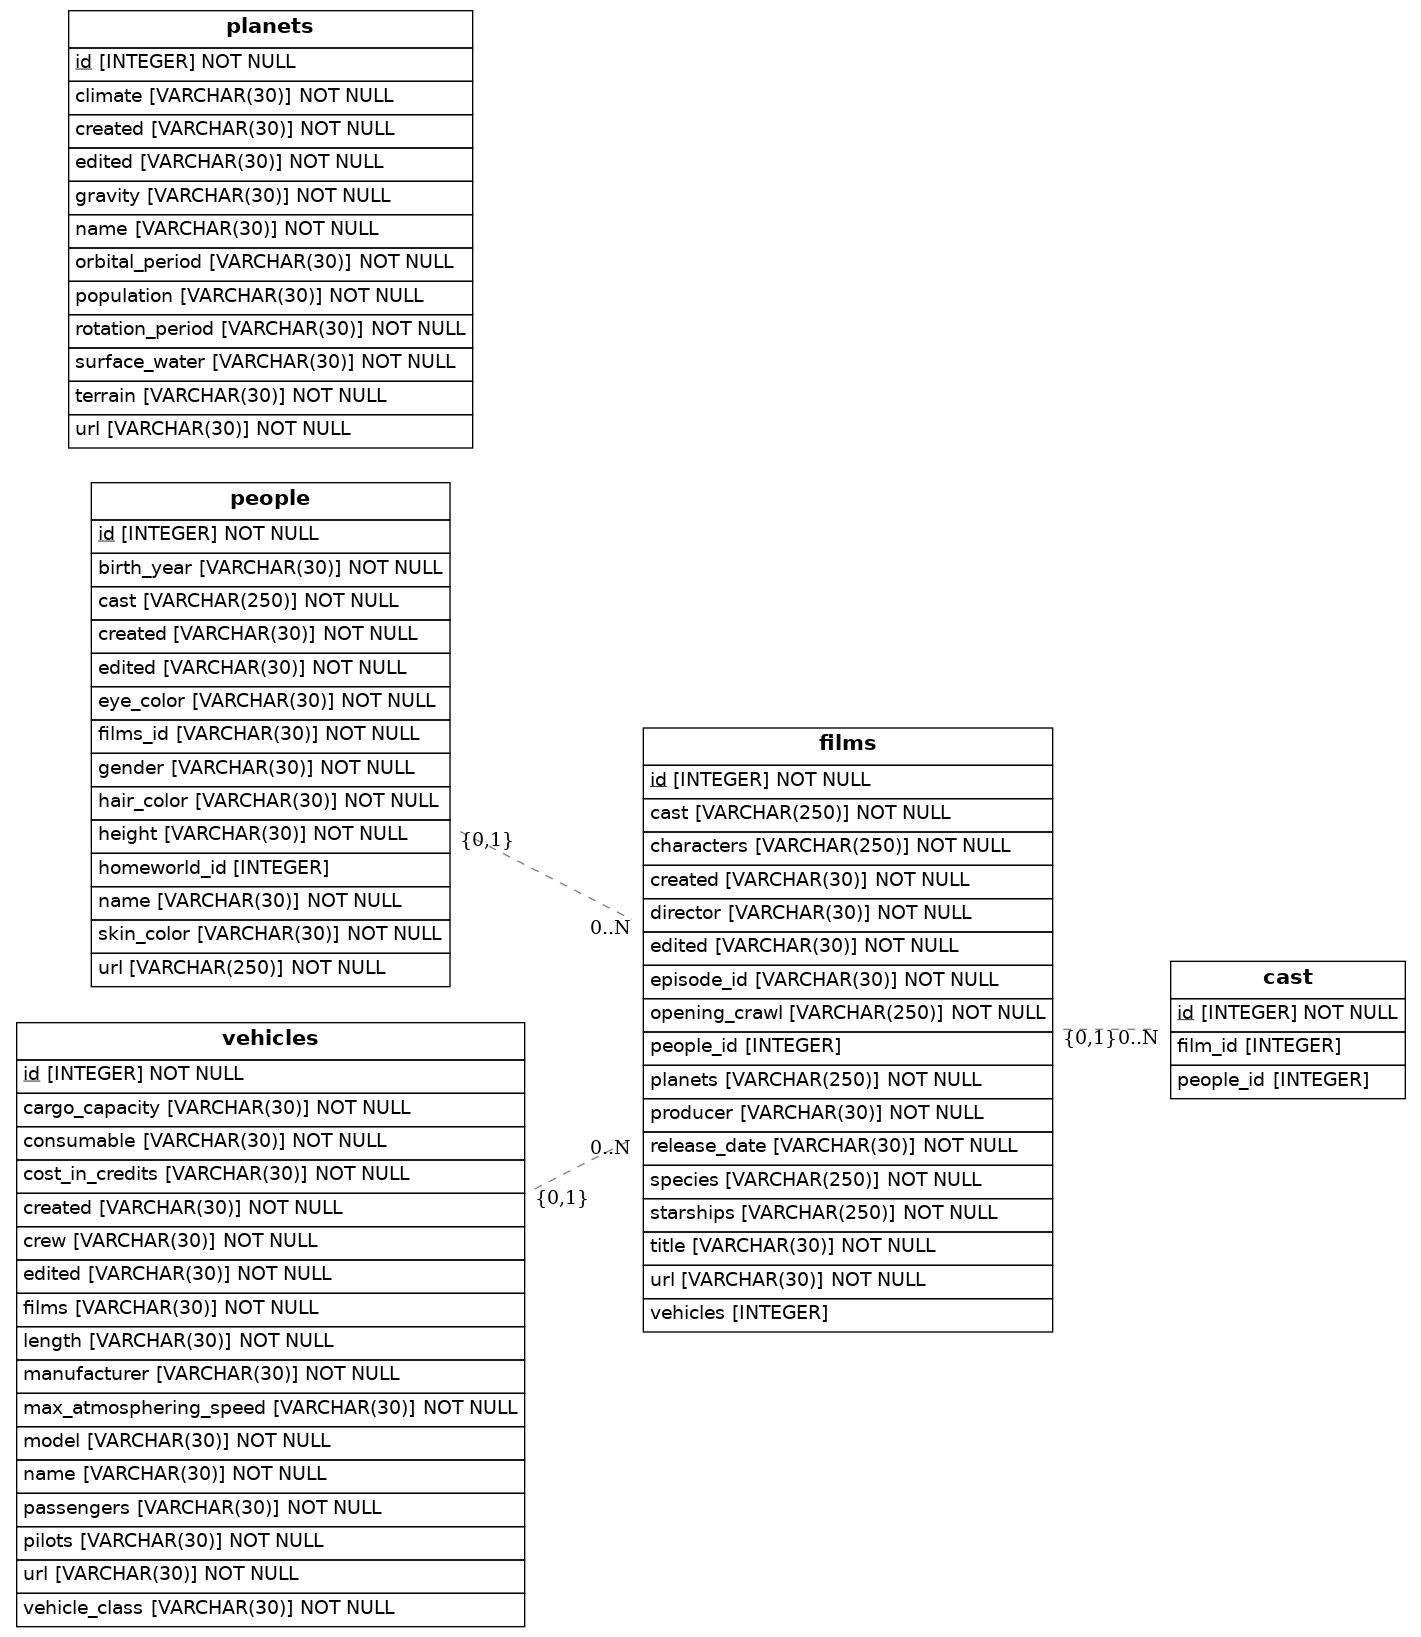 planets
id [INTEGER] NOT NULL
climate [VARCHAR(30)] NOT NULL
created [VARCHAR(30)] NOT NULL
edited [VARCHAR(30)] NOT NULL
gravity [VARCHAR(30)] NOT NULL
name [VARCHAR(30)] NOT NULL
orbital_period [VARCHAR(30)] NOT NULL
population [VARCHAR(30)] NOT NULL
rotation_period [VARCHAR(30)] NOT NULL
surface_water [VARCHAR(30)] NOT NULL
terrain [VARCHAR(30)] NOT NULL
url [VARCHAR(30)] NOT NULL
people
id [INTEGER] NOT NULL
birth_year [VARCHAR(30)] NOT NULL
cast [VARCHAR(250)] NOT NULL
created [VARCHAR(30)] NOT NULL
edited [VARCHAR(30)] NOT NULL
eye_color [VARCHAR(30)] NOT NULL
films_id [VARCHAR(30)] NOT NULL
gender [VARCHAR(30)] NOT NULL
hair_color [VARCHAR(30)] NOT NULL
height [VARCHAR(30)] NOT NULL
homeworld_id [INTEGER]
name [VARCHAR(30)] NOT NULL
skin_color [VARCHAR(30)] NOT NULL
url [VARCHAR(250)] NOT NULL
{0,1}
0..N
vehicles
id [INTEGER] NOT NULL
cargo_capacity [VARCHAR(30)] NOT NULL
consumable [VARCHAR(30)] NOT NULL
cost_in_credits [VARCHAR(30)] NOT NULL
created [VARCHAR(30)] NOT NULL
crew [VARCHAR(30)] NOT NULL
edited [VARCHAR(30)] NOT NULL
films [VARCHAR(30)] NOT NULL
length [VARCHAR(30)] NOT NULL
manufacturer [VARCHAR(30)] NOT NULL
max_atmosphering_speed [VARCHAR(30)] NOT NULL
model [VARCHAR(30)] NOT NULL
name [VARCHAR(30)] NOT NULL
passengers [VARCHAR(30)] NOT NULL
pilots [VARCHAR(30)] NOT NULL
url [VARCHAR(30)] NOT NULL
vehicle_class [VARCHAR(30)] NOT NULL
0..N
{0,1}
films
id [INTEGER] NOT NULL
cast [VARCHAR(250)] NOT NULL
characters [VARCHAR(250)] NOT NULL
created [VARCHAR(30)] NOT NULL
director [VARCHAR(30)] NOT NULL
edited [VARCHAR(30)] NOT NULL
episode_id [VARCHAR(30)] NOT NULL
opening_crawl [VARCHAR(250)] NOT NULL
people_id [INTEGER]
planets [VARCHAR(250)] NOT NULL
producer [VARCHAR(30)] NOT NULL
release_date [VARCHAR(30)] NOT NULL
species [VARCHAR(250)] NOT NULL
starships [VARCHAR(250)] NOT NULL
title [VARCHAR(30)] NOT NULL
url [VARCHAR(30)] NOT NULL
vehicles [INTEGER]
{0,1}0..N
cast
id [INTEGER] NOT NULL
film_id [INTEGER]
people_id [INTEGER]